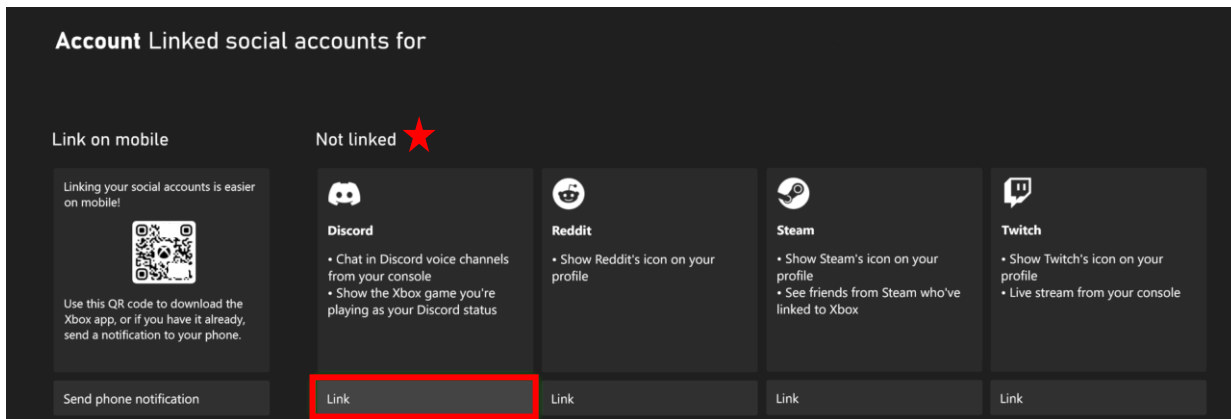 Account Linked social accounts for
Link on mobile
Not linked
Linking your social accounts is easier
on mobile!
Use this QR code to download the
Xbox app, or if you have it already,
send a notification to your phone.
Send phone notification
Discord
• Chat in Discord voice channels
from your console
• Show the Xbox game you're
playing as your Discord status
Link
Reddit
• Show Reddit's icon on your
profile
Link
Steam
• Show Steam's icon on your
profile
• See friends from Steam who've
linked to Xbox
Link
Twitch
• Show Twitch's icon on your
profile
• Live stream from your console
Link